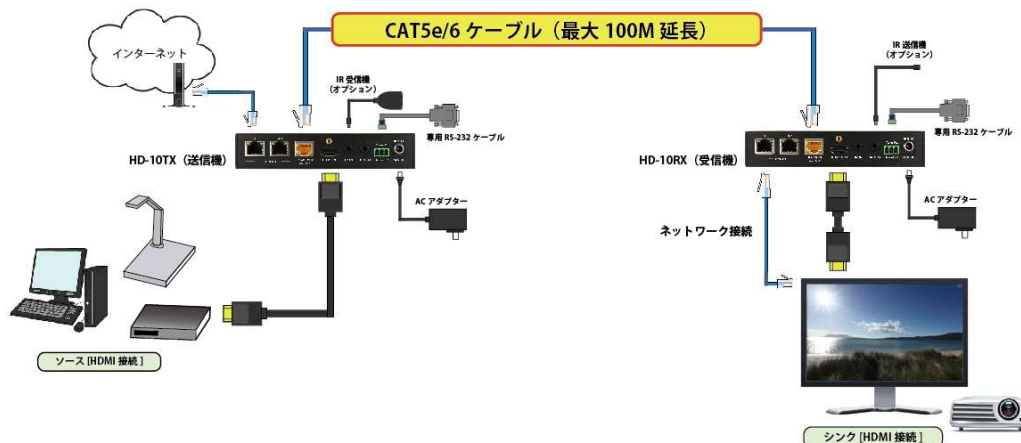 CAT5e/6 ケーブル（最大 100M 延長）
インターネット
IR 受信機
（オプション）
専用 RS-232 ケーブル
HD-10TX（送信機）
AC アダプター
ソース [HDMI 接続 ]
IR 送信機
（オプション）
専用 RS-232 ケーブル
HD-10RX（受信機）
AC アダプター
ネットワーク接続
シンク [HDMI 接続 ]